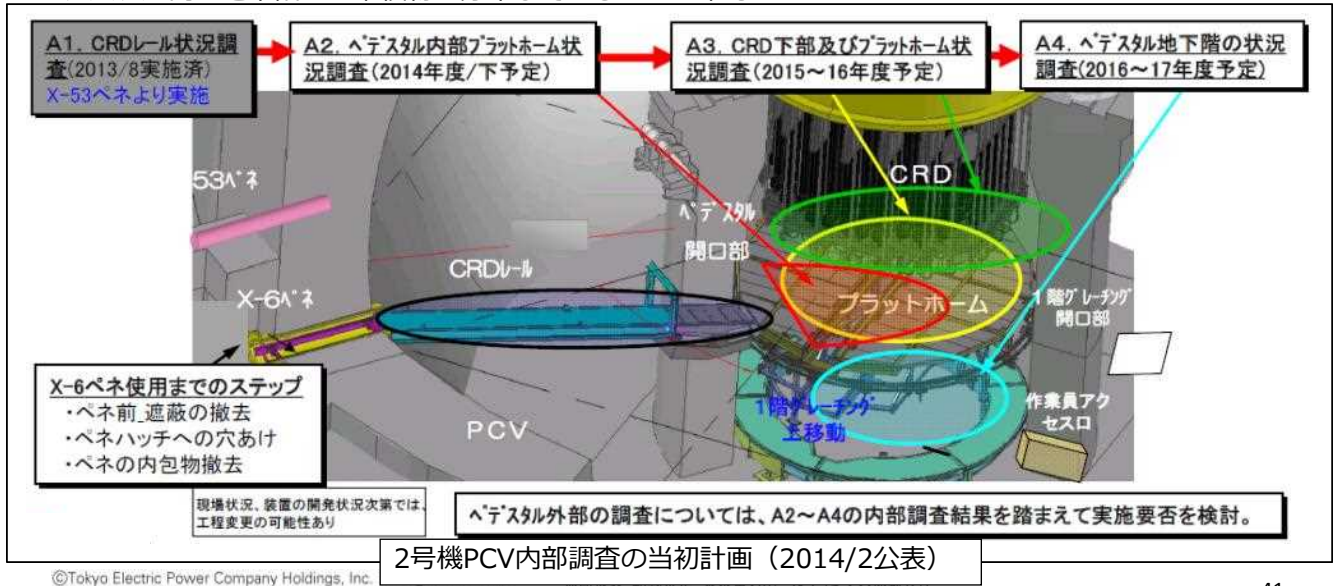 A1. CRDレール状況調
査(2013/8実施済)
X-53ペネより実施
A2. ペデスタル内部プラットホーム状
況調査(2014年度/下予定)
A3. CRD下部及びプラットホーム状
況調査(2015～16年度予定)
A4. ペデスタル地下階の状況
調査(2016～17年度予定)
53ペネ
CRD
ペデスタル
開口部
CRDレール
X-6ペネ
プラットホーム
1階グレーチング
開口部
X-6ペネ使用までのステップ
・ペネ前_遮蔽の撤去
・ペネハッチへの穴あけ
・ペネの内包物撤去
PCV
1階グレーチング
上移動
作業員アク
セス口
現場状況、装置の開発状況次第では、
工程変更の可能性あり
ペデスタル外部の調査については、A2～A4の内部調査結果を踏まえて実施要否を検討。
2号機PCV内部調査の当初計画（2014/2公表）
©Tokyo Electric Power Company Holdings, Inc.